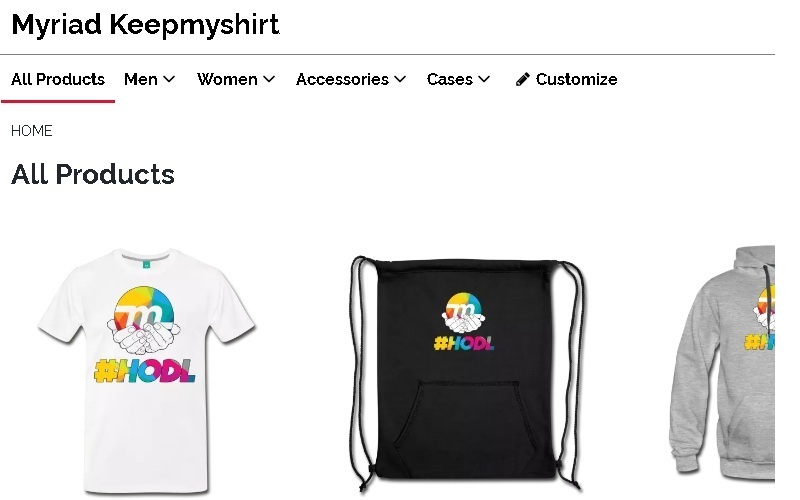 Myriad Keepmyshirt
All Products Men Women Accessories Cases Customize
HOME
All Products
m
#HODL
m
#HODL